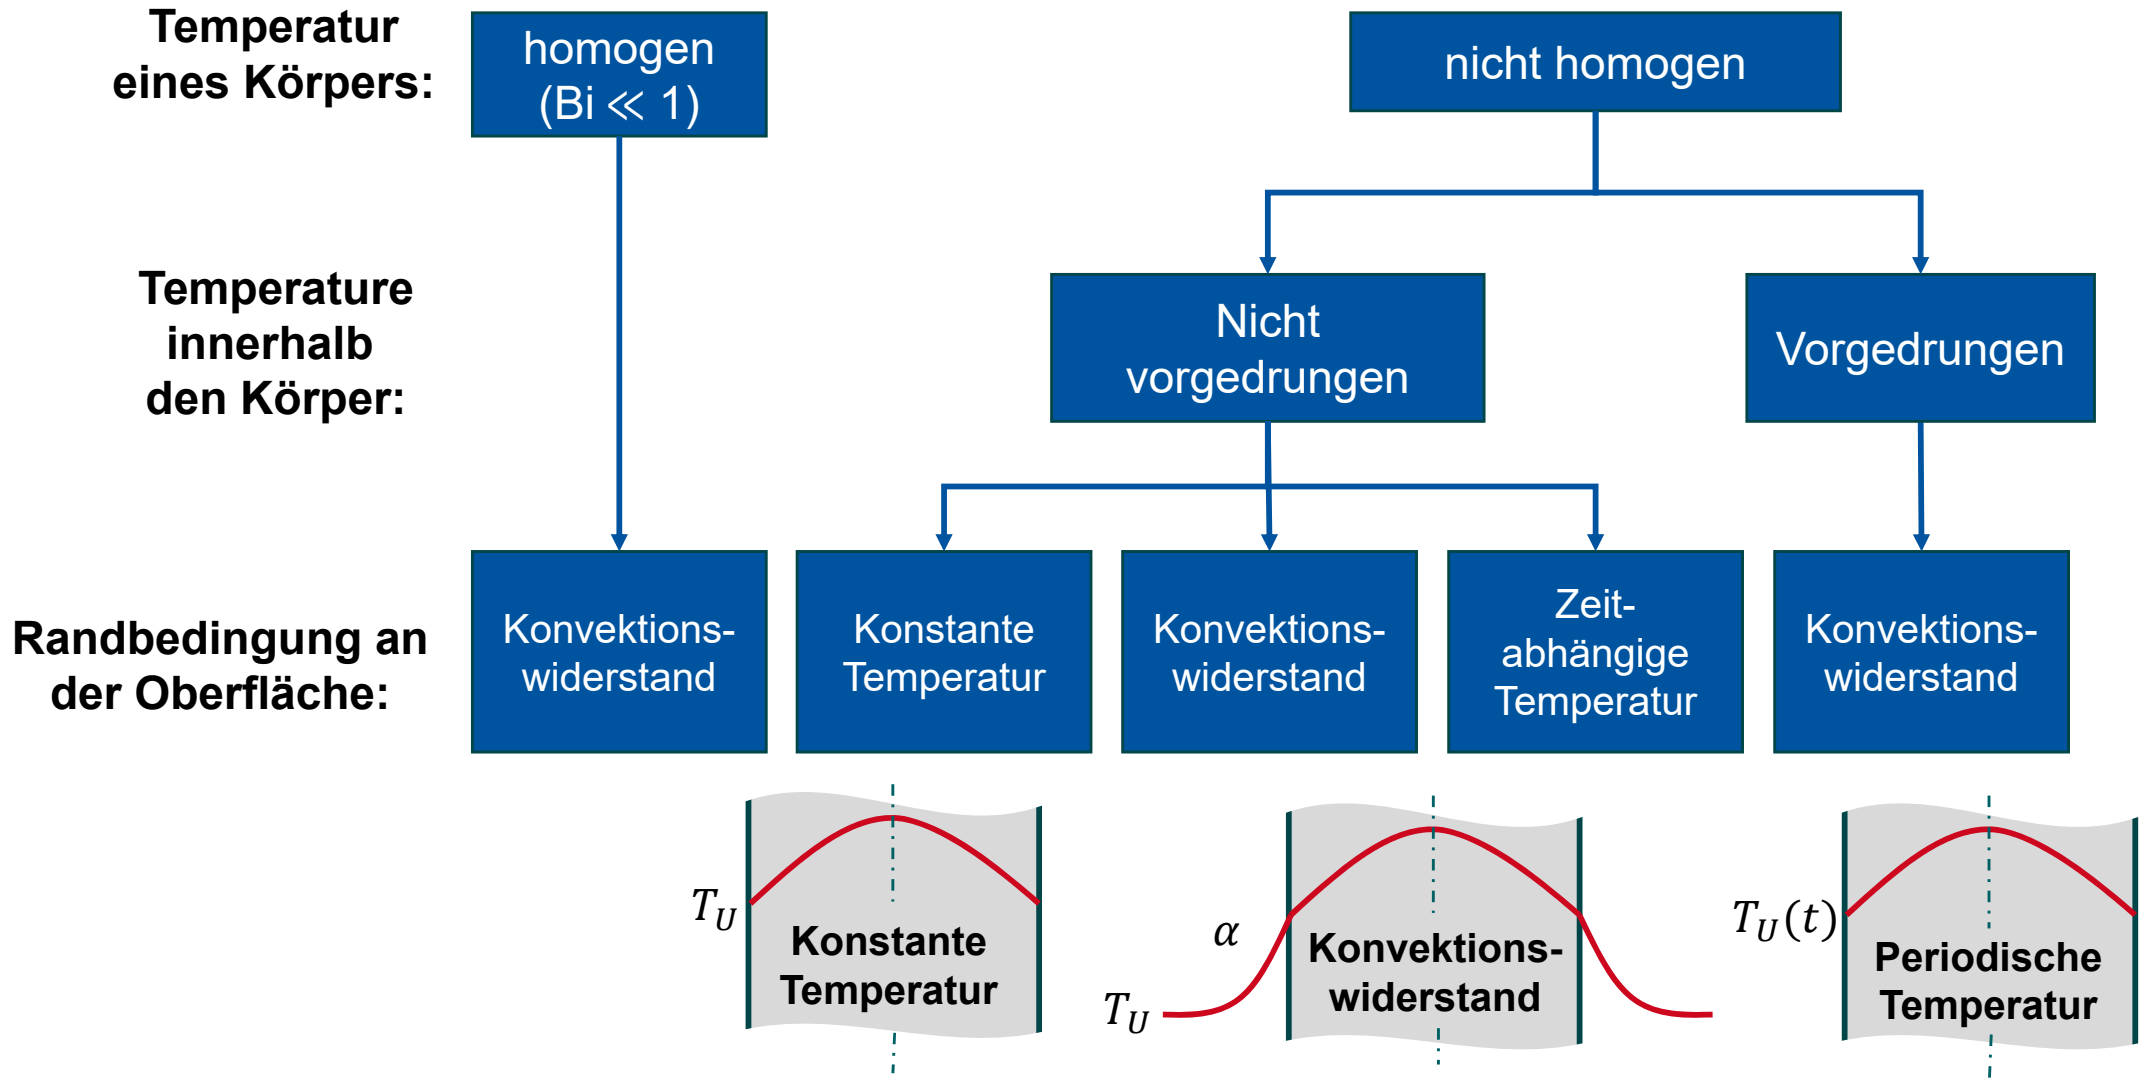 Temperatur
eines Körpers:
homogen
(Bi ≪ 1)
nicht homogen
Temperature
innerhalb
den Körper:
Nicht
vorgedrungen
Vorgedrungen
Randbedingung an
der Oberfläche:
Konvektions-
widerstand
Konstante
Temperatur
Konvektions-
widerstand
Zeit-
abhängige
Temperatur
Konvektions-
widerstand
T_U
Konstante
Temperatur
α
T_U
Konvektions-
widerstand
T_U(t)
Periodische
Temperatur